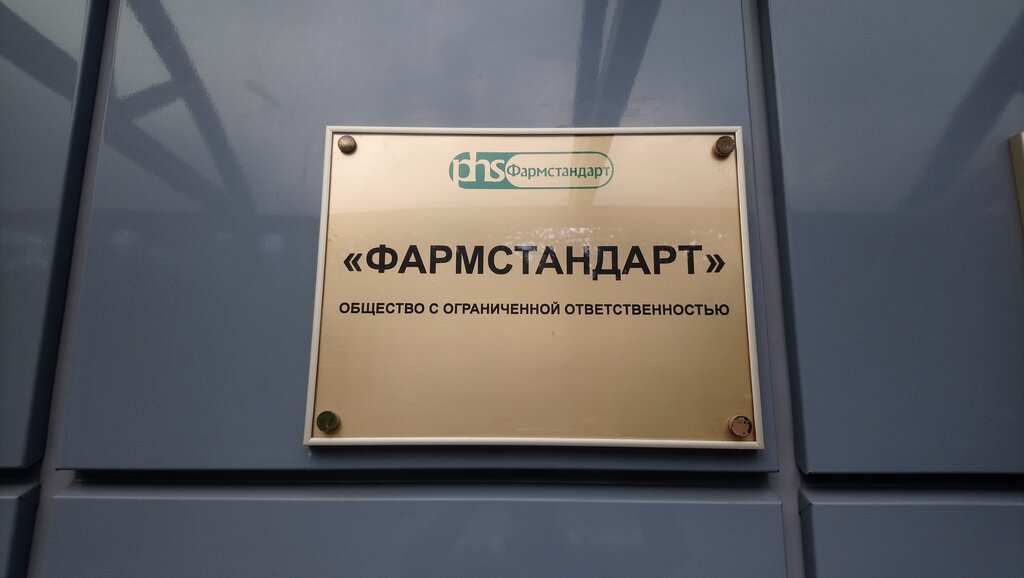 phs Фармстандарт
«ФАРМСТАНДАРТ»
ОБЩЕСТВО С ОГРАНИЧЕННОЙ ОТВЕТСТВЕННОСТЬЮ